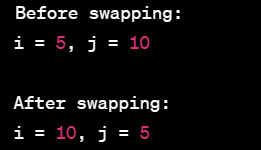 Before swapping:
i = 5, j = 10
After swapping:
i = 10, j = 5